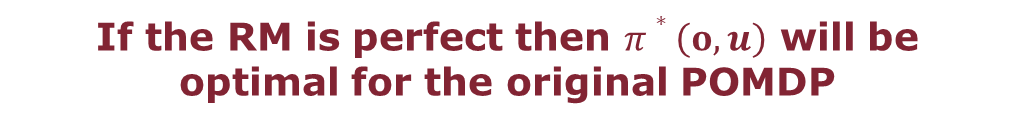 If the RM is perfect then π*(o,u) will be
optimal for the original POMDP